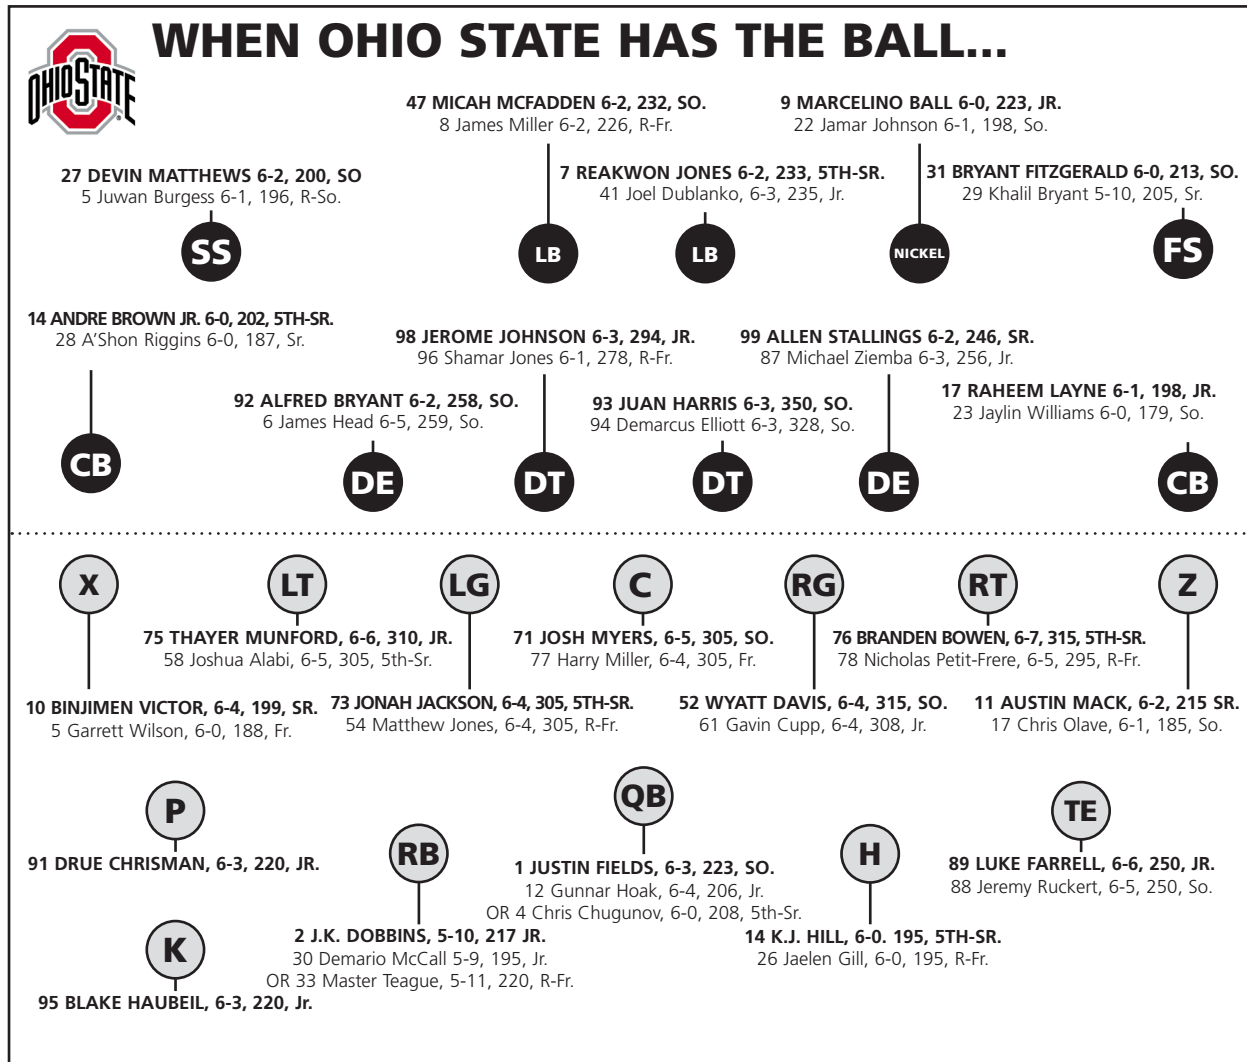 OHIO STATE
WHEN OHIO STATE HAS THE BALL...
47 MICAH MCFADDEN 6-2, 232, SO.
8 James Miller 6-2, 226, R-Fr.
9 MARCELINO BALL 6-0, 223, JR.
22 Jamar Johnson 6-1, 198, So.
27 DEVIN MATTHEWS 6-2, 200, SO
5 Juwan Burgess 6-1, 196, R-So.
7 REAKWON JONES 6-2, 233, 5TH-SR.
41 Joel Dublanko, 6-3, 235, Jr.
31 BRYANT FITZGERALD 6-0, 213, SO.
29 Khalil Bryant 5-10, 205, Sr.
SS
LB
LB
NICKEL
FS
14 ANDRE BROWN JR. 6-0, 202, 5TH-SR.
28 A'Shon Riggins 6-0, 187, Sr.
98 JEROME JOHNSON 6-3, 294, JR.
96 Shamar Jones 6-1, 278, R-Fr.
99 ALLEN STALLINGS 6-2, 246, SR.
87 Michael Ziemba 6-3, 256, Jr.
92 ALFRED BRYANT 6-2, 258, SO.
6 James Head 6-5, 259, So.
93 JUAN HARRIS 6-3, 350, SO.
94 Demarcus Elliott 6-3, 328, So.
17 RAHEEM LAYNE 6-1, 198, JR.
23 Jaylin Williams 6-0, 179, So.
CB
DE
DT
DT
DE
CB
X
LT
LG
C
RG
RT
Z
75 THAYER MUNFORD, 6-6, 310, JR.
58 Joshua Alabi, 6-5, 305, 5th-Sr.
71 JOSH MYERS, 6-5, 305, SO.
77 Harry Miller, 6-4, 305, Fr.
76 BRANDEN BOWEN, 6-7, 315, 5TH-SR.
78 Nicholas Petit-Frere, 6-5, 295, R-Fr.
10 BINJIMEN VICTOR, 6-4, 199, SR.
5 Garrett Wilson, 6-0, 188, Fr.
73 JONAH JACKSON, 6-4, 305, 5TH-SR.
54 Matthew Jones, 6-4, 305, R-Fr.
52 WYATT DAVIS, 6-4, 315, SO.
61 Gavin Cupp, 6-4, 308, Jr.
11 AUSTIN MACK, 6-2, 215 SR.
17 Chris Olave, 6-1, 185, So.
P
QB
TE
RB
H
91 DRUE CHRISMAN, 6-3, 220, JR.
1 JUSTIN FIELDS, 6-3, 223, SO.
12 Gunnar Hoak, 6-4, 206, Jr.
OR 4 Chris Chugunov, 6-0, 208, 5th-Sr.
89 LUKE FARRELL, 6-6, 250, JR.
88 Jeremy Ruckert, 6-5, 250, So.
K
2 J.K. DOBBINS, 5-10, 217 JR.
30 Demario McCall 5-9, 195, Jr.
OR 33 Master Teague, 5-11, 220, R-Fr.
14 K.J. HILL, 6-0. 195, 5TH-SR.
26 Jaelen Gill, 6-0, 195, R-Fr.
95 BLAKE HAUBEIL, 6-3, 220, Jr.